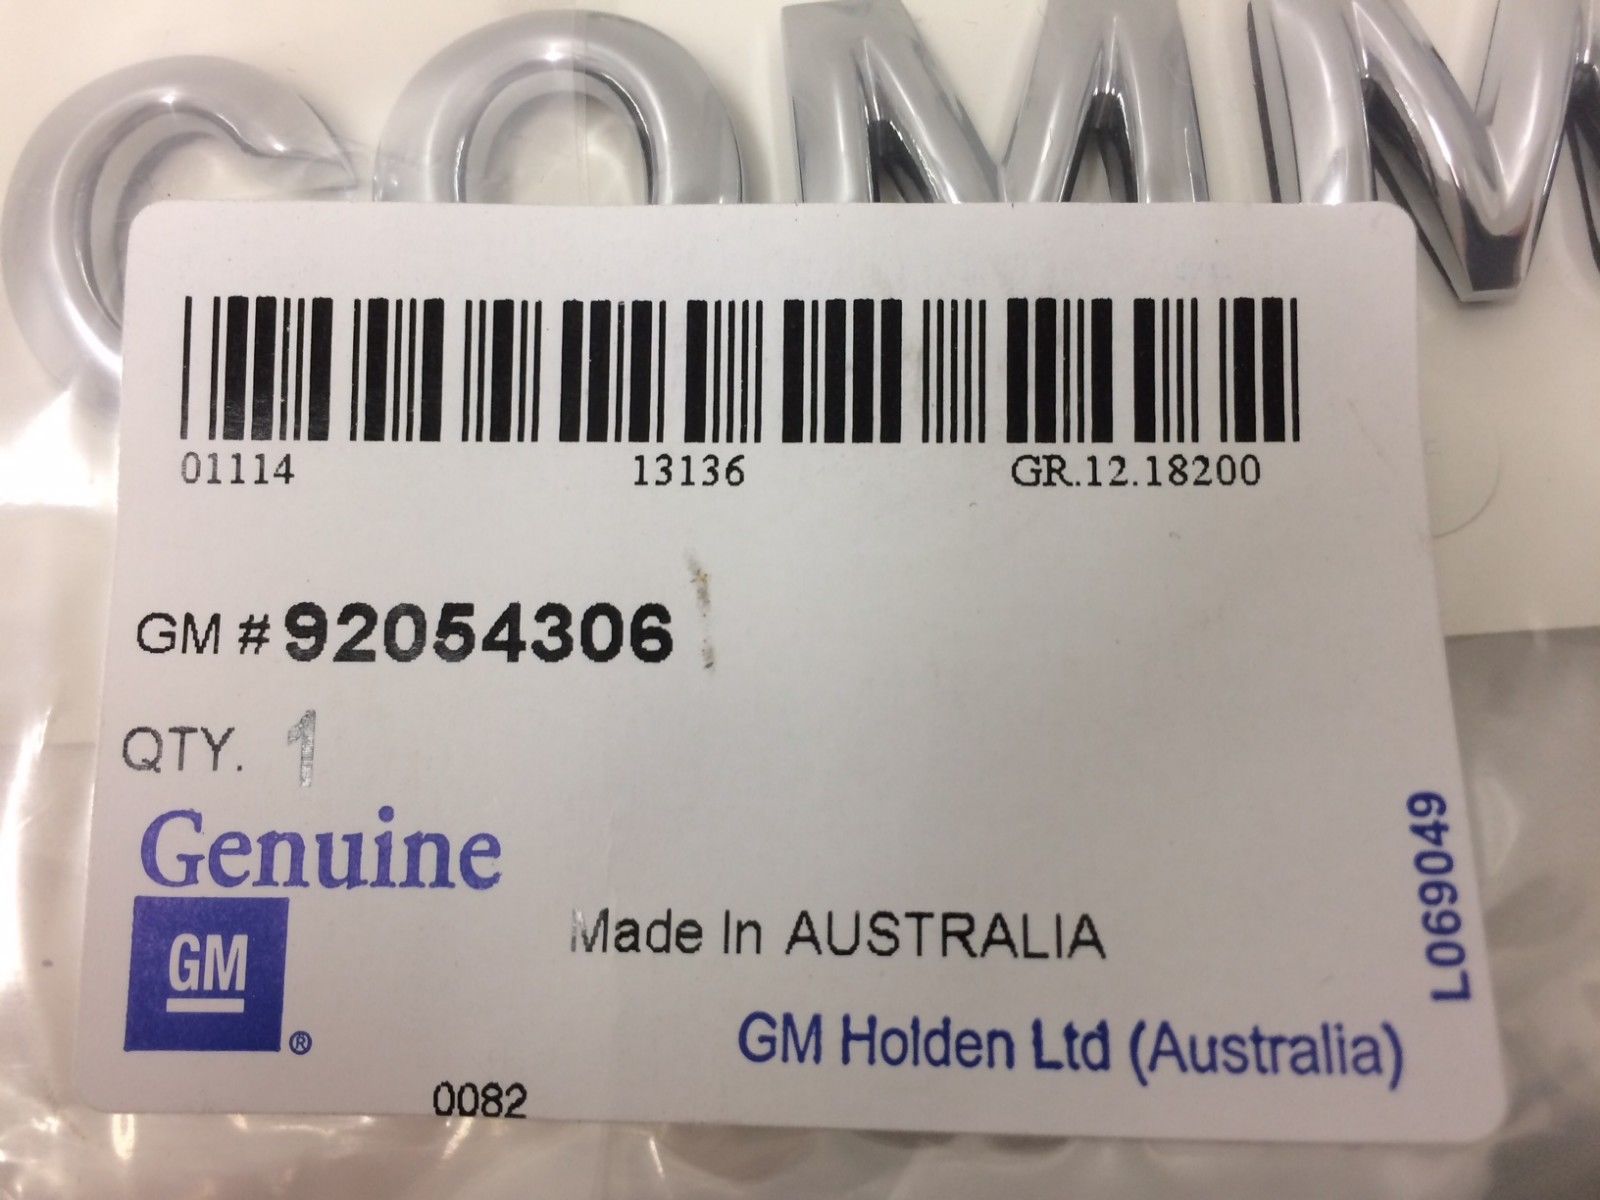 COMM
01114 13136 GR.12.18200
GM # 92054306
QTY. 1
Genuine
GM
®
Made In AUSTRALIA
GM Holden Ltd (Australia)
0082
L069049